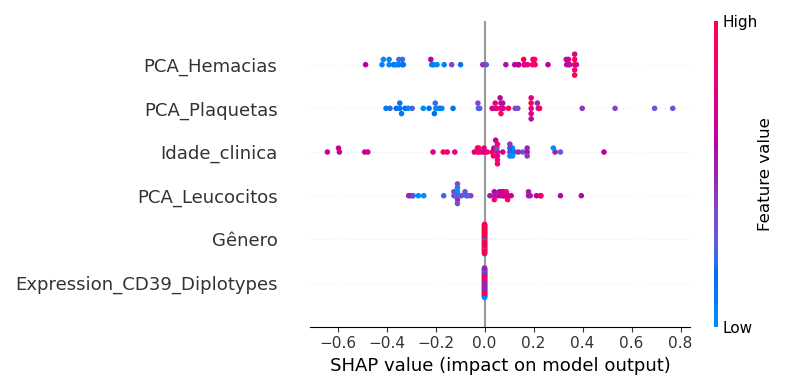 High
PCA_Hemacias
PCA_Plaquetas
Idade_clinica
PCA_Leucocitos
Gênero
Expression_CD39_Diplotypes
Feature value
Low
−0.6 −0.4 −0.2 0.0 0.2 0.4 0.6 0.8
SHAP value (impact on model output)